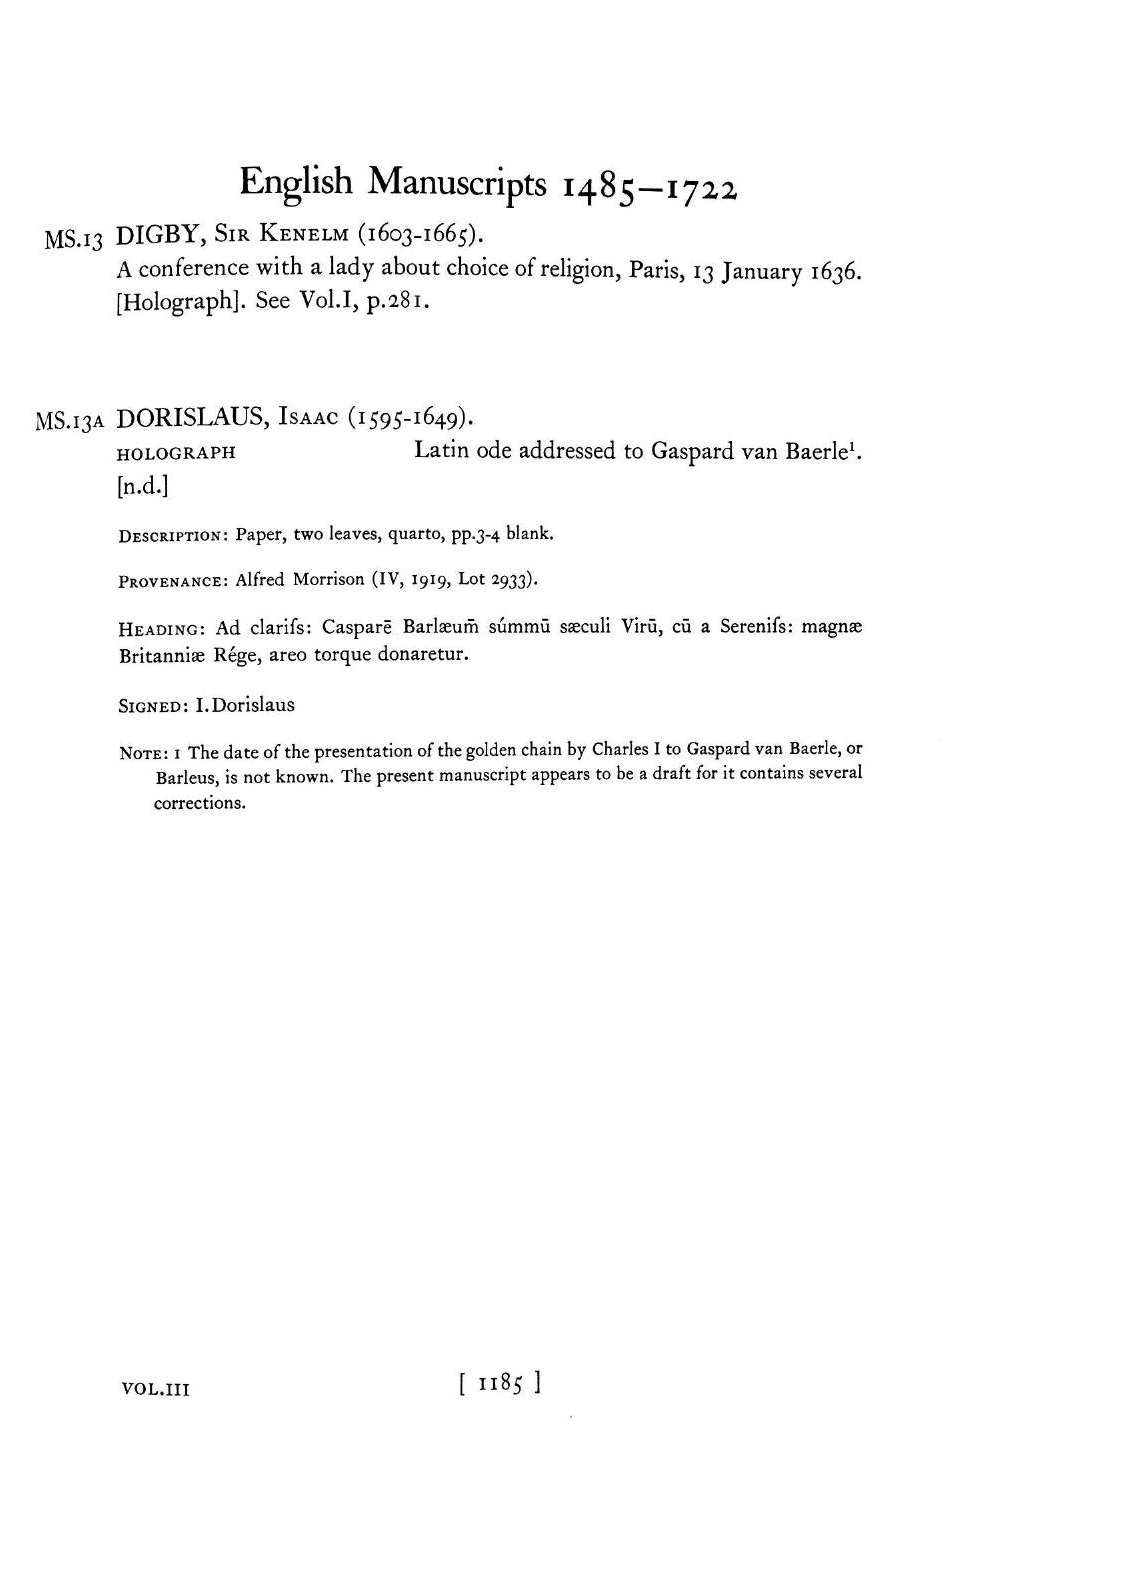 English Manuscripts 1485–1722
MS.13 DIGBY, SIR KENELM (1603-1665).
A conference with a lady about choice of religion, Paris, 13 January 1636.
[Holograph]. See Vol.I, p.281.
MS.13A DORISLAUS, ISAAC (1595-1649).
HOLOGRAPH Latin ode addressed to Gaspard van Baerle¹.
[n.d.]
DESCRIPTION: Paper, two leaves, quarto, pp.3-4 blank.
PROVENANCE: Alfred Morrison (IV, 1919, Lot 2933).
HEADING: Ad clariſs: Casparē Barlæum̄ súmmū sæculi Virū, cū a Sereniſs: magnæ
Britanniæ Rége, areo torque donaretur.
SIGNED: I.Dorislaus
NOTE: 1 The date of the presentation of the golden chain by Charles I to Gaspard van Baerle, or
Barleus, is not known. The present manuscript appears to be a draft for it contains several
corrections.
VOL.III [ 1185 ]